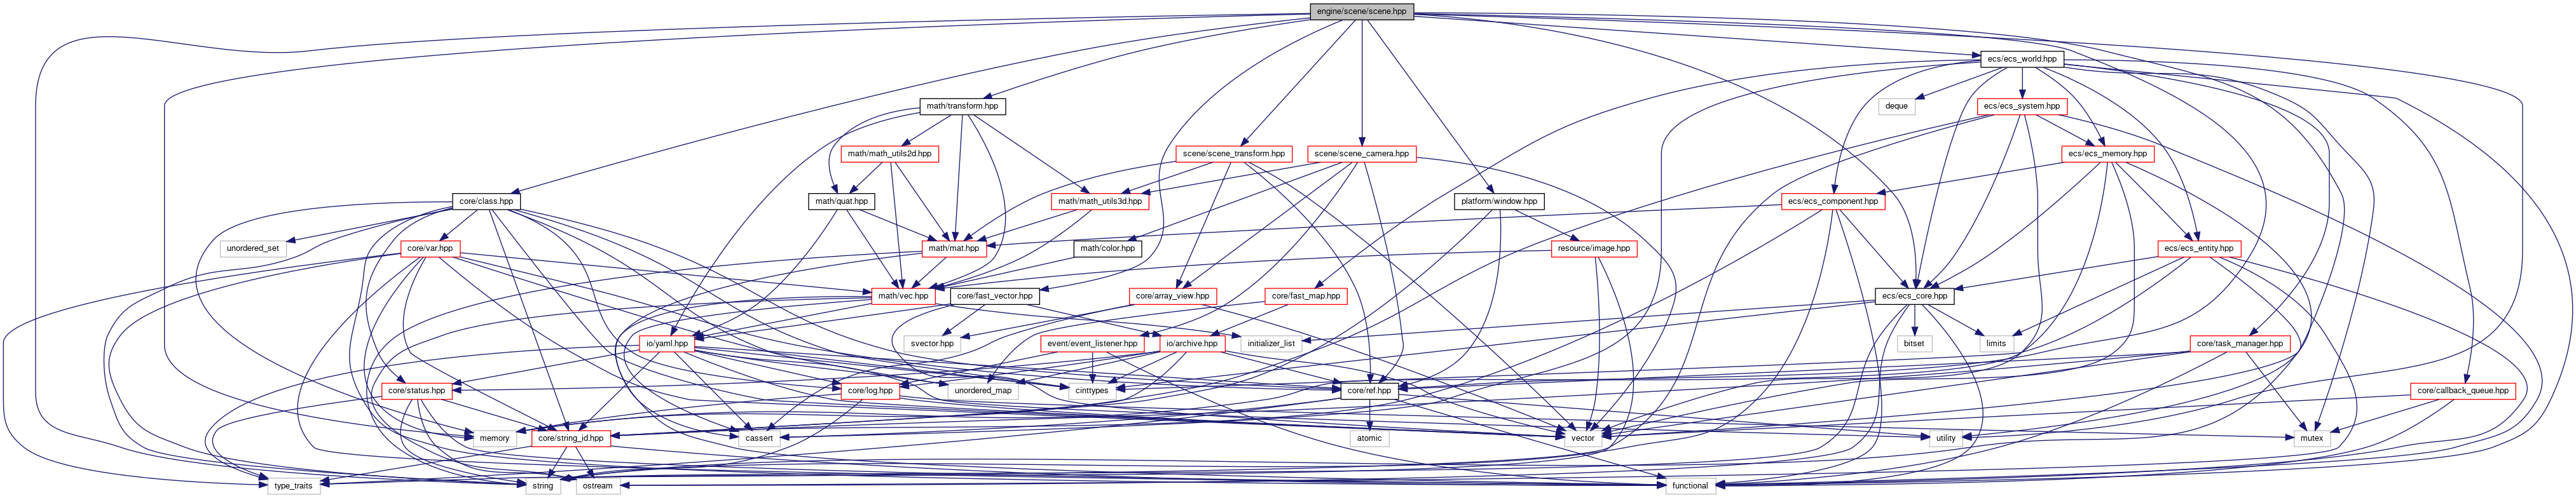 engine/scene/scene.hpp
ecs/ecs_world.hpp
math/transform.hpp
deque
ecs/ecs_system.hpp
math/math_utils2d.hpp
scene/scene_transform.hpp
scene/scene_camera.hpp
ecs/ecs_memory.hpp
core/class.hpp
math/quat.hpp
math/math_utils3d.hpp
platform/window.hpp
ecs/ecs_component.hpp
unordered_set
core/var.hpp
math/mat.hpp
math/color.hpp
resource/image.hpp
ecs/ecs_entity.hpp
math/vec.hpp
core/fast_vector.hpp
core/array_view.hpp
core/fast_map.hpp
ecs/ecs_core.hpp
io/yaml.hpp
svector.hpp
event/event_listener.hpp
io/archive.hpp
initializer_list
bitset
limits
core/task_manager.hpp
core/status.hpp
core/log.hpp
unordered_map
cinttypes
core/ref.hpp
core/callback_queue.hpp
memory
core/string_id.hpp
cassert
atomic
vector
utility
mutex
type_traits
string
ostream
functional